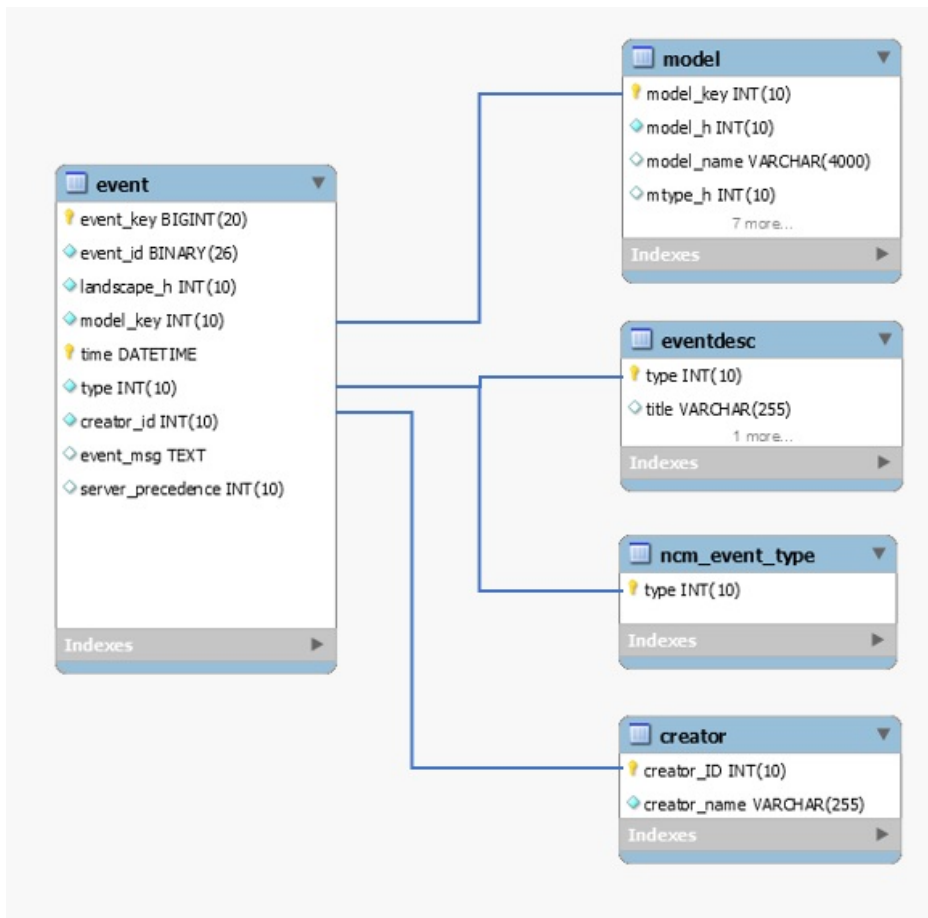 event
event_key BIGINT(20)
event_id BINARY(26)
landscape_h INT(10)
model_key INT(10)
time DATETIME
type INT(10)
creator_id INT(10)
event_msg TEXT
server_precedence INT(10)
Indexes
model
model_key INT(10)
model_h INT(10)
model_name VARCHAR(4000)
mtype_h INT(10)
7 more...
Indexes
eventdesc
type INT(10)
title VARCHAR(255)
1 more...
Indexes
ncm_event_type
type INT(10)
Indexes
creator
creator_ID INT(10)
creator_name VARCHAR(255)
Indexes